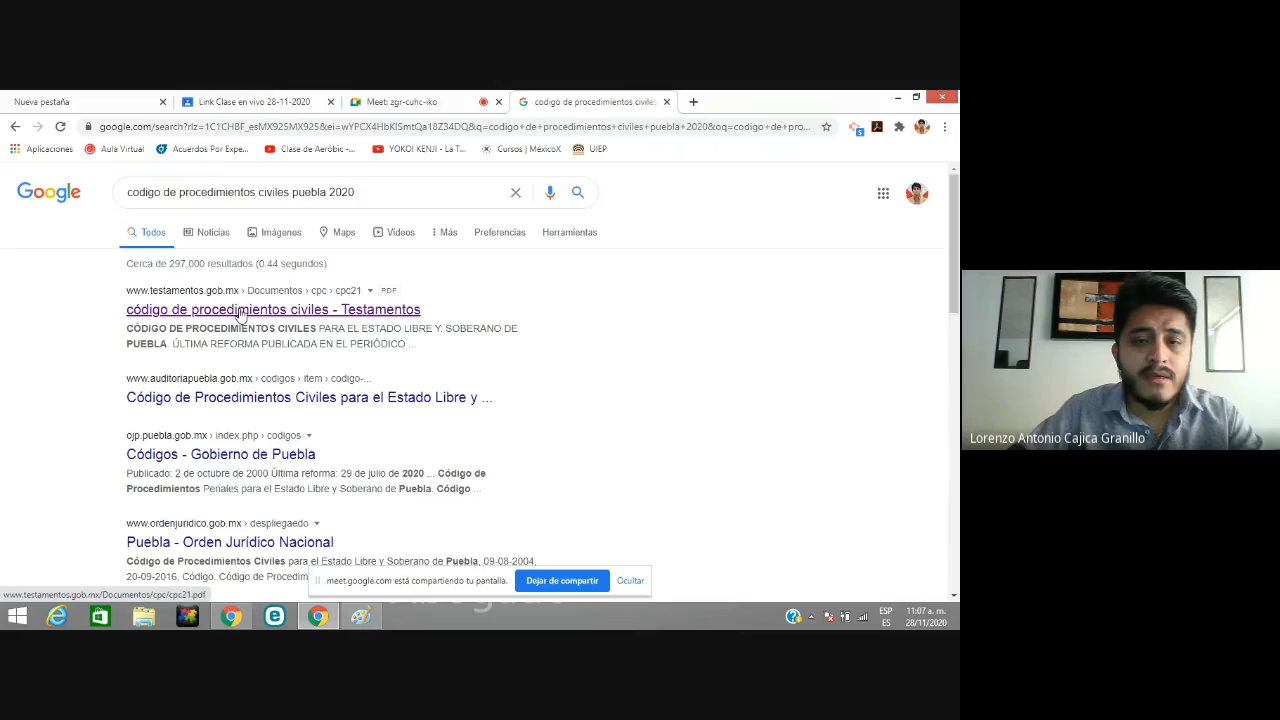 Nueva pestaña
Link Clase en vivo 28-11-2020
Meet: zgr-cuhc-iko
codigo de procedimientos civiles
google.com/search?rlz=1C1CHBF_esMX925MX925&ei=wYPCX4HbKISmtQa18Z34DQ&q=codigo+de+procedimientos+civiles+puebla+2020&oq=codigo+de+pro...
Aplicaciones
Aula Virtual
Acuerdos Por Expe...
Clase de Aeróbic -...
YOKOI KENJI - La T...
Cursos | MéxicoX
UIEP
Google
codigo de procedimientos civiles puebla 2020
Todos
Noticias
Imágenes
Maps
Videos
Más
Preferencias
Herramientas
Cerca de 297,000 resultados (0.44 segundos)
www.testamentos.gob.mx › Documentos › cpc › cpc21 PDF
código de procedimientos civiles - Testamentos
CÓDIGO DE PROCEDIMIENTOS CIVILES PARA EL ESTADO LIBRE Y. SOBERANO DE
PUEBLA. ÚLTIMA REFORMA PUBLICADA EN EL PERIÓDICO ...
www.auditoriapuebla.gob.mx › codigos › item › codigo-...
Código de Procedimientos Civiles para el Estado Libre y ...
ojp.puebla.gob.mx › index.php › codigos
Códigos - Gobierno de Puebla
Publicado: 2 de octubre de 2000 Última reforma: 29 de julio de 2020 ... Código de
Procedimientos Penales para el Estado Libre y Soberano de Puebla. Código ...
www.ordenjuridico.gob.mx › despliegaedo
Puebla - Orden Jurídico Nacional
Código de Procedimientos Civiles para el Estado Libre y Soberano de Puebla, 09-08-2004,
20-09-2016, Código. Código de Procedim
meet.google.com está compartiendo tu pantalla.
Dejar de compartir
Ocultar
www.testamentos.gob.mx/Documentos/cpc/cpc21.pdf
ESP
ES
11:07 a. m.
28/11/2020
Lorenzo Antonio Cajica Granillo